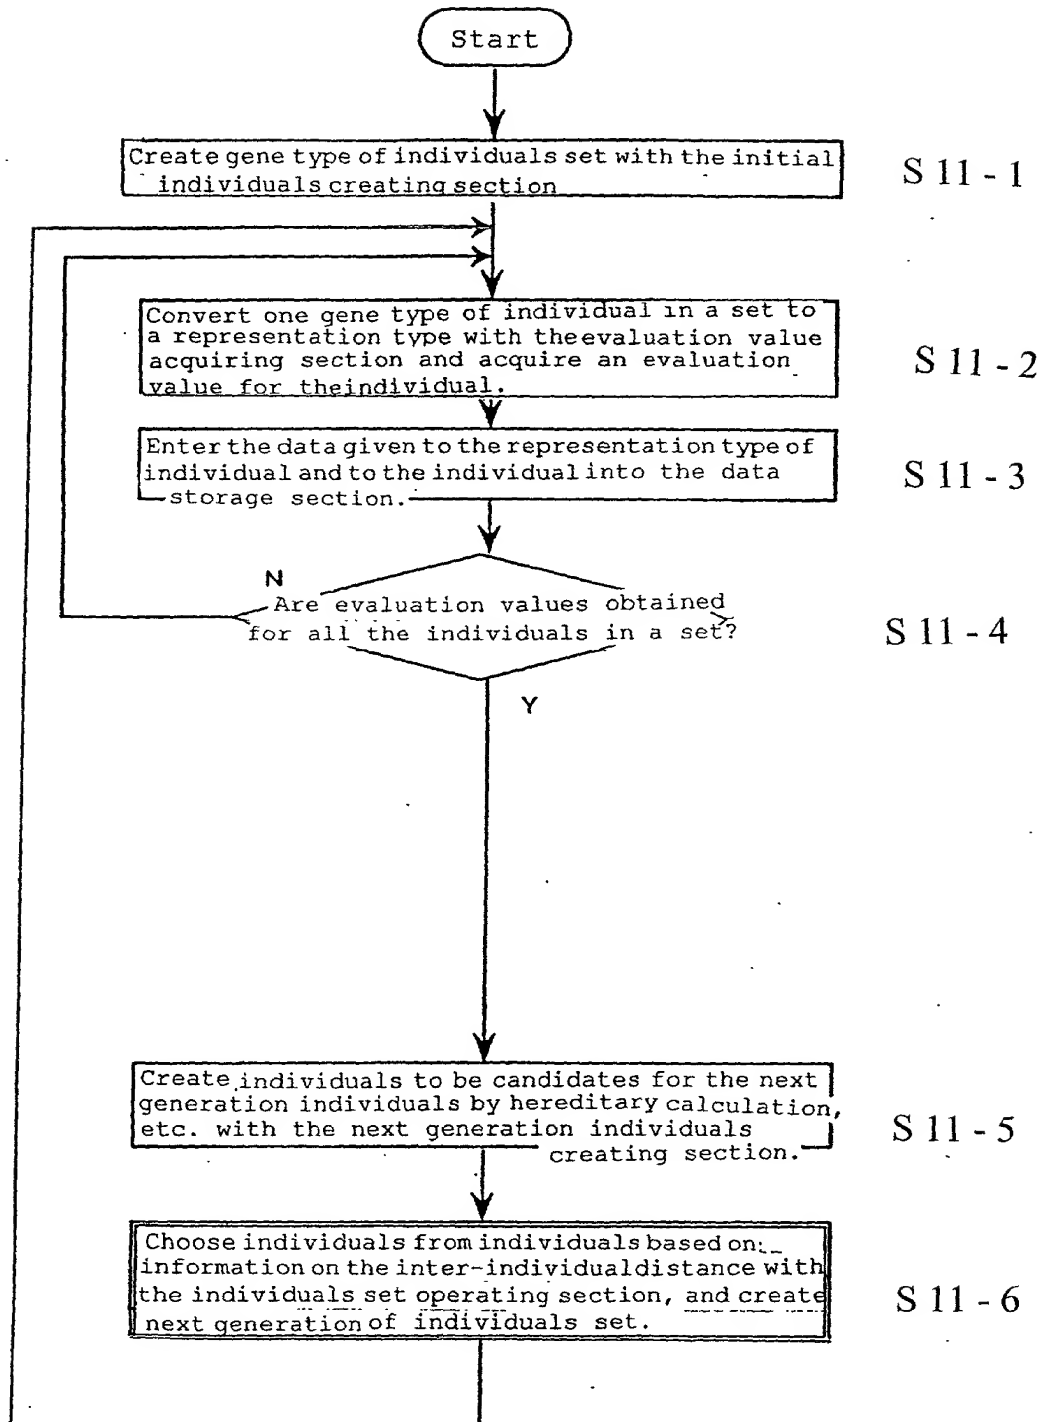 Start
Create gene type of individuals set with the initial
individuals creating section
S 11 - 1
Convert one gene type of individual in a set to
a representation type with theevaluation value
acquiring section and acquire an evaluation
value for theindividual.
S 11 - 2
Enter the data given to the representation type of
individual and to the individual into the data
storage section.
S 11 - 3
N
Are evaluation values obtained
for all the individuals in a set?
S 11 - 4
Y
Create individuals to be candidates for the next
generation individuals by hereditary calculation,
etc. with the next generation individuals
creating section.
S 11 - 5
Choose individuals from individuals based on
information on the inter-individualdistance with
the individuals set operating section, and create
next generation of individuals set.
S 11 - 6